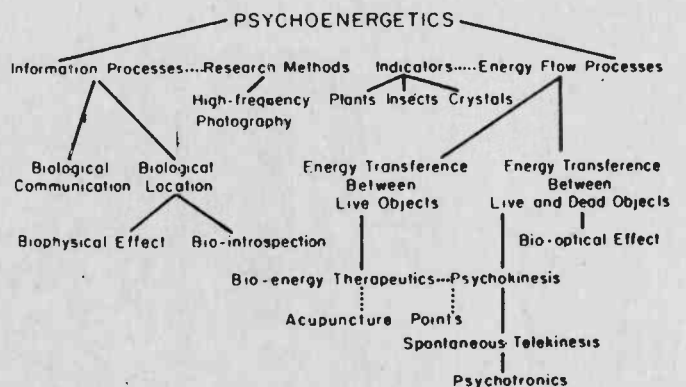 PSYCHOENERGETICS
Information Processes....Research Methods Indicators.....Energy Flow Processes
High-frequency
Photography
Plants Insects Crystals
Biological
Communication
Biological
Location
Energy Transference
Between
Live Objects
Energy Transference
Between
Live and Dead Objects
Biophysical Effect
Bio-introspection
Bio-optical Effect
Bio-energy Therapeutics...Psychokinesis
Acupuncture Points
Spontaneous Telekinesis
Psychotronics